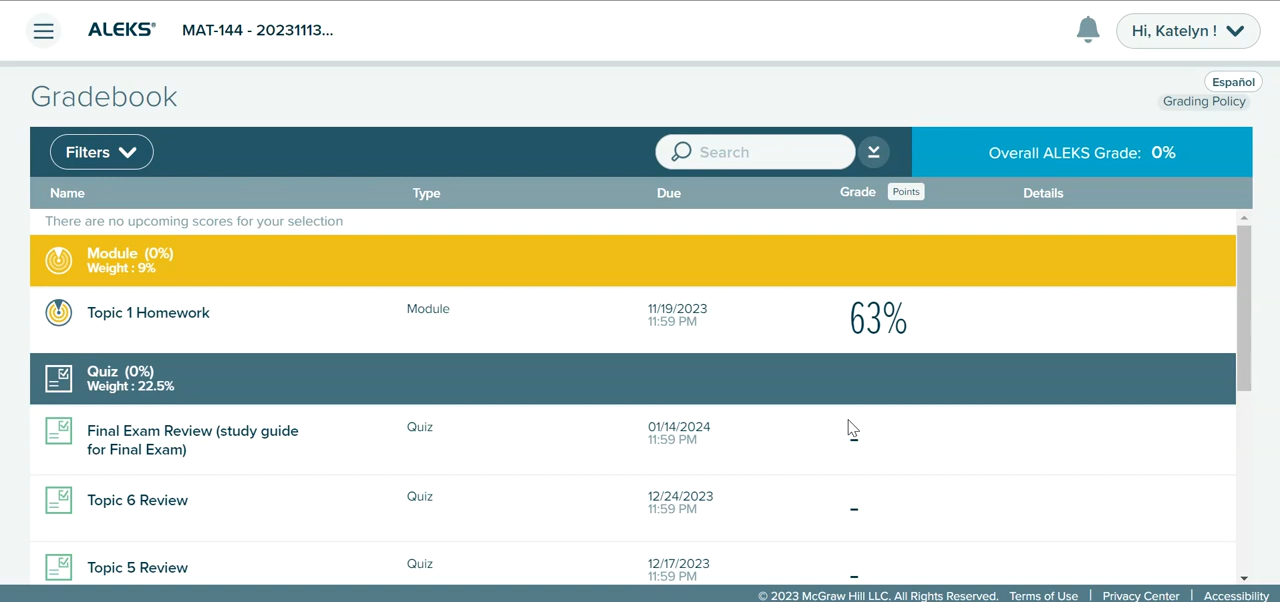 ALEKS® MAT-144 - 20231113... Hi, Katelyn !
Español
Gradebook
Grading Policy
Filters Search Overall ALEKS Grade: 0%
Name Type Due Grade Points Details
There are no upcoming scores for your selection
Module (0%)
Weight : 9%
Topic 1 Homework Module 11/19/2023 63%
11:59 PM
Quiz (0%)
Weight : 22.5%
Final Exam Review (study guide Quiz 01/14/2024 –
for Final Exam) 11:59 PM
Topic 6 Review Quiz 12/24/2023 –
11:59 PM
Topic 5 Review Quiz 12/17/2023 –
11:59 PM
© 2023 McGraw Hill LLC. All Rights Reserved. Terms of Use | Privacy Center | Accessibility